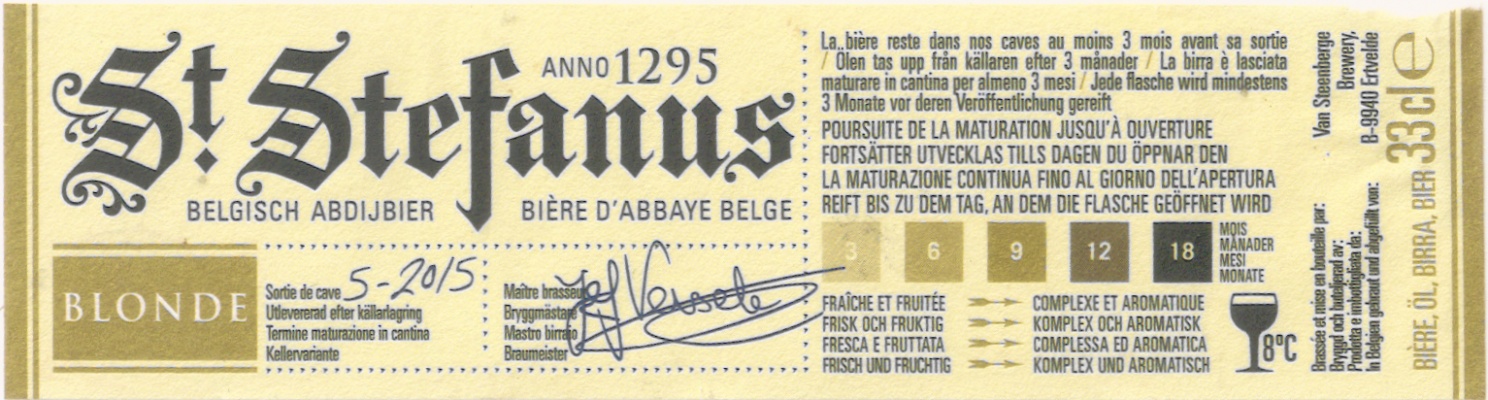 St. Stefanus
ANNO 1295
BELGISCH ABDIJBIER
BIÈRE D'ABBAYE BELGE
BLONDE
Sortie de cave 5-2015
Utlevererad efter källarlagring
Termine maturazione in cantina
Kellervariante
Maître brasseur
Bryggmästare
Mastro birraio
Braumeister
La bière reste dans nos caves au moins 3 mois avant sa sortie
/ Ölen tas upp från källaren efter 3 månader / La birra è lasciata
maturare in cantina per almeno 3 mesi / Jede flasche wird mindestens
3 Monate vor deren Veröffentlichung gereift
POURSUITE DE LA MATURATION JUSQU'À OUVERTURE
FORTSÄTTER UTVECKLAS TILLS DAGEN DU ÖPPNAR DEN
LA MATURAZIONE CONTINUA FINO AL GIORNO DELL'APERTURA
REIFT BIS ZU DEM TAG, AN DEM DIE FLASCHE GEÖFFNET WIRD
3 6 9 12 18
MOIS
MÅNADER
MESI
MONATE
FRAÎCHE ET FRUITÉE COMPLEXE ET AROMATIQUE
FRISK OCH FRUKTIG KOMPLEX OCH AROMATISK
FRESCA E FRUTTATA COMPLESSA ED AROMATICA
FRISCH UND FRUCHTIG KOMPLEX UND AROMATISCH
8°C
Brassée et mise en bouteille par: Van Steenberge
Bryggd och buteljerad av: Brewery,
Prodotta e imbottigliata da: B-9940 Ertvelde
In Belgien gebraut und abgefüllt von:
BIÈRE, ÖL, BIRRA, BIER 33 cl e